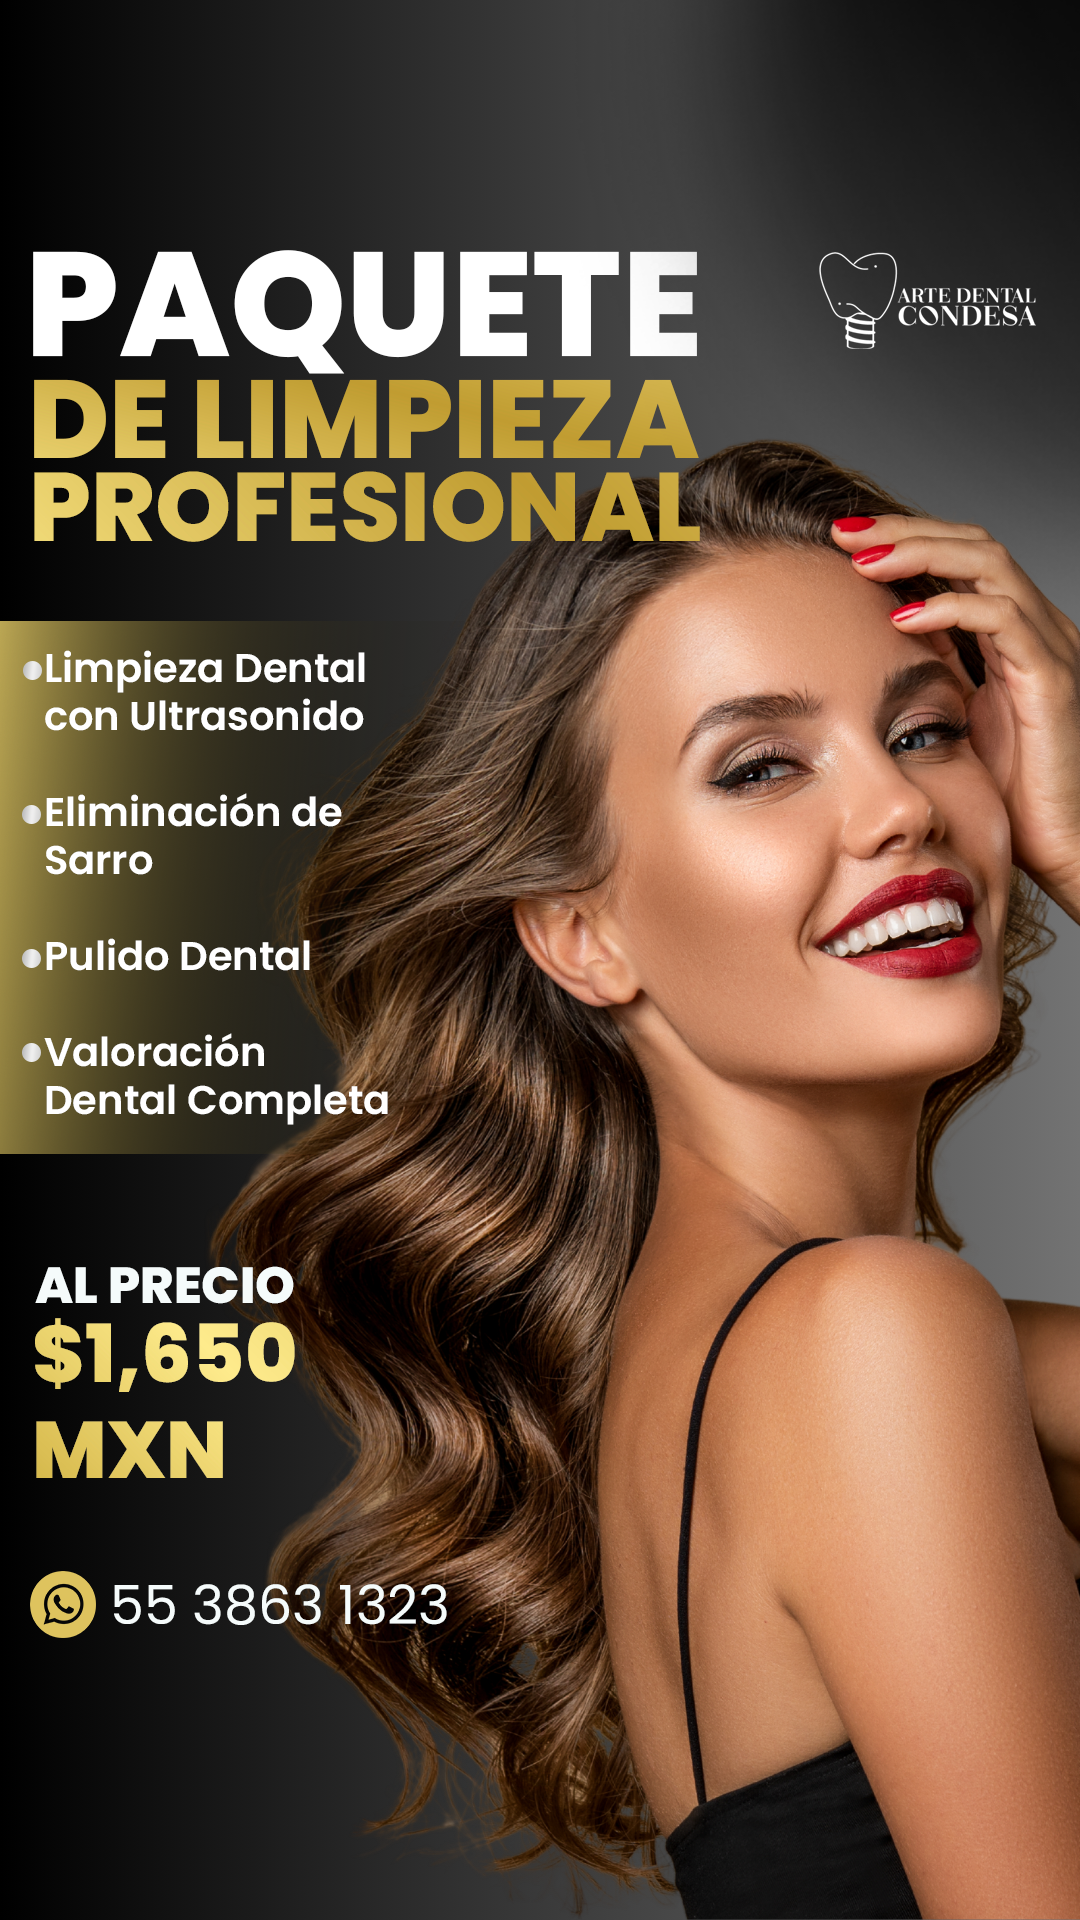 PAQUETE
DE LIMPIEZA
PROFESIONAL
ARTE DENTAL
CONDESA
•Limpieza Dental
con Ultrasonido
•Eliminación de
Sarro
•Pulido Dental
•Valoración
Dental Completa
AL PRECIO
$1,650
MXN
55 3863 1323